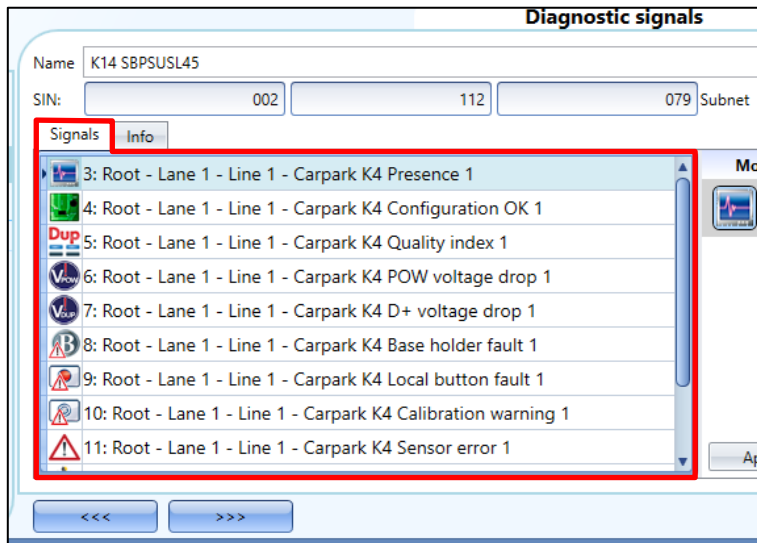 Diagnostic signals
Name K14 SBPSUSL45
SIN: 002 112 079 Subnet
Signals Info
Mo
3: Root - Lane 1 - Line 1 - Carpark K4 Presence 1
4: Root - Lane 1 - Line 1 - Carpark K4 Configuration OK 1
Dup 5: Root - Lane 1 - Line 1 - Carpark K4 Quality index 1
VPOW 6: Root - Lane 1 - Line 1 - Carpark K4 POW voltage drop 1
VDUP 7: Root - Lane 1 - Line 1 - Carpark K4 D+ voltage drop 1
B 8: Root - Lane 1 - Line 1 - Carpark K4 Base holder fault 1
9: Root - Lane 1 - Line 1 - Carpark K4 Local button fault 1
10: Root - Lane 1 - Line 1 - Carpark K4 Calibration warning 1
11: Root - Lane 1 - Line 1 - Carpark K4 Sensor error 1
Ap
<<< >>>